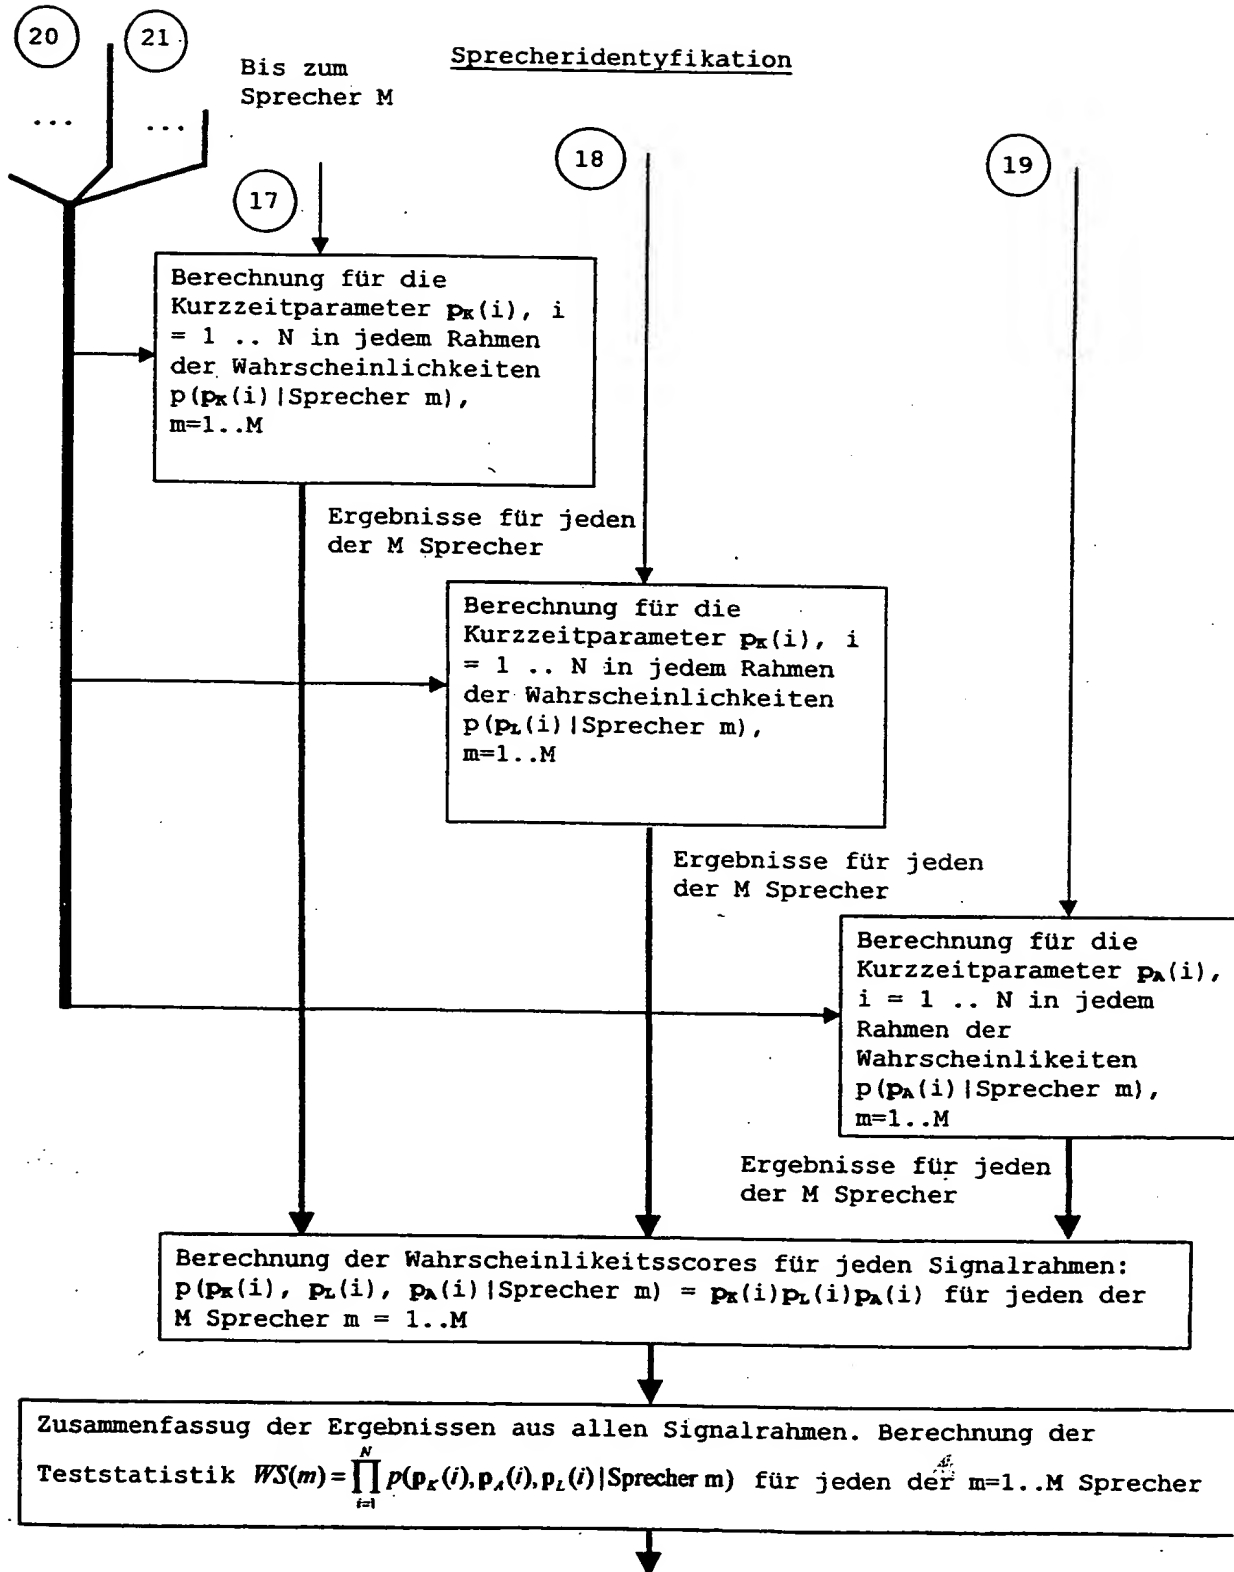 20
21
Sprecheridentyfikation
Bis zum
Sprecher M
... ...
18
19
17
Berechnung für die
Kurzzeitparameter pK(i), i
= 1 .. N in jedem Rahmen
der Wahrscheinlichkeiten
p(pK(i)|Sprecher m),
m=1..M
Ergebnisse für jeden
der M Sprecher
Berechnung für die
Kurzzeitparameter pK(i), i
= 1 .. N in jedem Rahmen
der Wahrscheinlichkeiten
p(pL(i)|Sprecher m),
m=1..M
Ergebnisse für jeden
der M Sprecher
Berechnung für die
Kurzzeitparameter pA(i),
i = 1 .. N in jedem
Rahmen der
Wahrscheinlikeiten
p(pA(i)|Sprecher m),
m=1..M
Ergebnisse für jeden
der M Sprecher
Berechnung der Wahrscheinlikeitsscores für jeden Signalrahmen:
p(pK(i), pL(i), pA(i)|Sprecher m) = pK(i)pL(i)pA(i) für jeden der
M Sprecher m = 1..M
Zusammenfassug der Ergebnissen aus allen Signalrahmen. Berechnung der
Teststatistik WS(m) = ∏_{i=1}^{N} p(pK(i),pA(i),pL(i)|Sprecher m) für jeden der m=1..M Sprecher